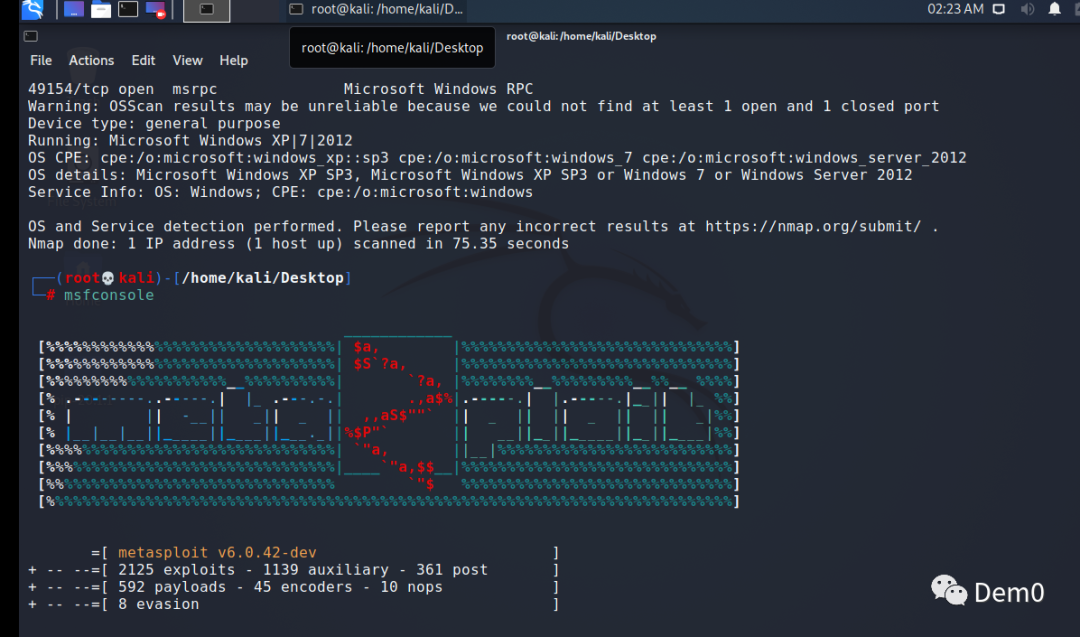 root@kali: /home/kali/D...
02:23 AM
root@kali: /home/kali/Desktop
root@kali:/home/kali/Desktop
File Actions Edit View Help
49154/tcp open msrpc Microsoft Windows RPC
Warning: OSScan results may be unreliable because we could not find at least 1 open and 1 closed port
Device type: general purpose
Running: Microsoft Windows XP|7|2012
OS CPE: cpe:/o:microsoft:windows_xp::sp3 cpe:/o:microsoft:windows_7 cpe:/o:microsoft:windows_server_2012
OS details: Microsoft Windows XP SP3, Microsoft Windows XP SP3 or Windows 7 or Windows Server 2012
Service Info: OS: Windows; CPE: cpe:/o:microsoft:windows
OS and Service detection performed. Please report any incorrect results at https://nmap.org/submit/ .
Nmap done: 1 IP address (1 host up) scanned in 75.35 seconds
(root💀kali)-[/home/kali/Desktop]
# msfconsole
=[ metasploit v6.0.42-dev ]
+ -- --=[ 2125 exploits - 1139 auxiliary - 361 post ]
+ -- --=[ 592 payloads - 45 encoders - 10 nops ]
+ -- --=[ 8 evasion ]
Dem0